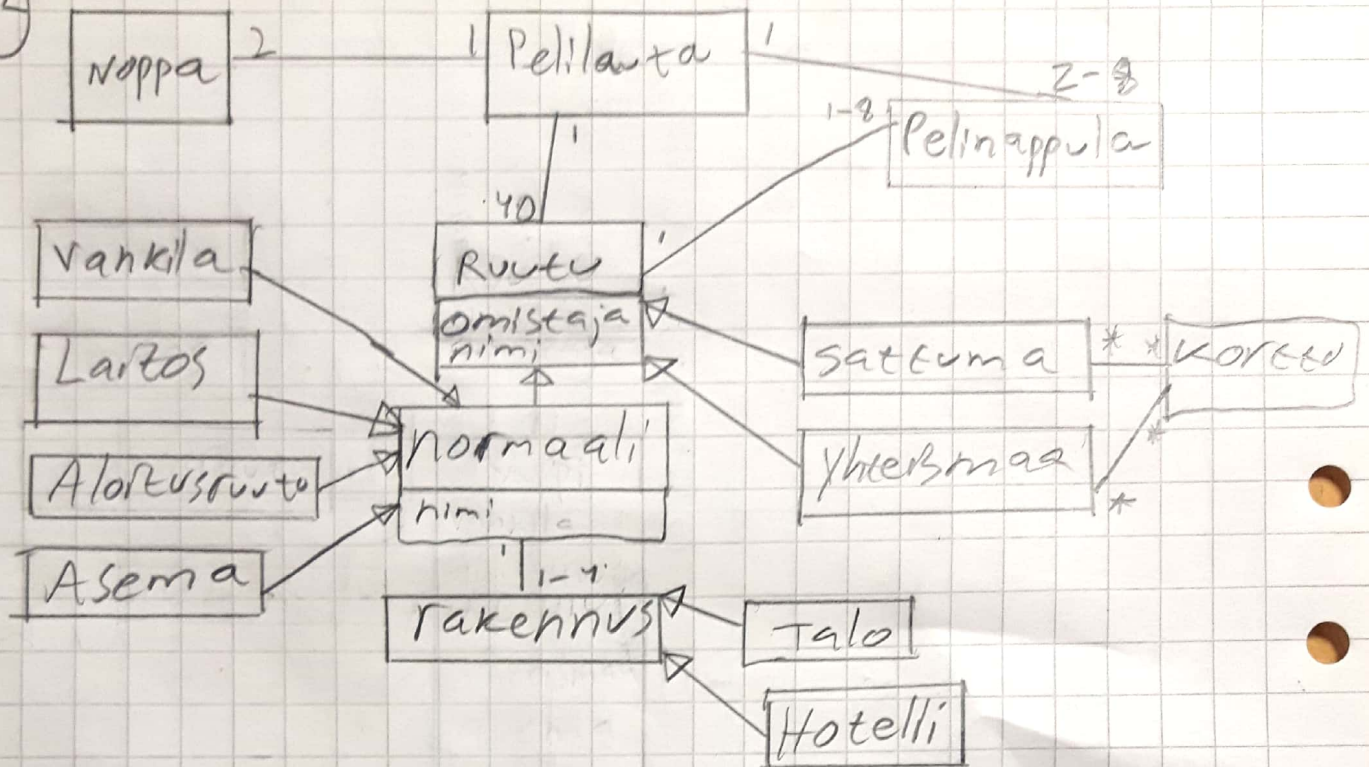 Noppa
2
1
Pelilauta
1
2-8
1-8
Pelinappula
1
40
Vankila
Ruutu
1
omistaja
nimi
Laitos
Sattuma
*
*
Kortti
normaali
Yhteismaa
*
*
Aloitusruutu
nimi
Asema
1
1-4
rakennus
Talo
Hotelli